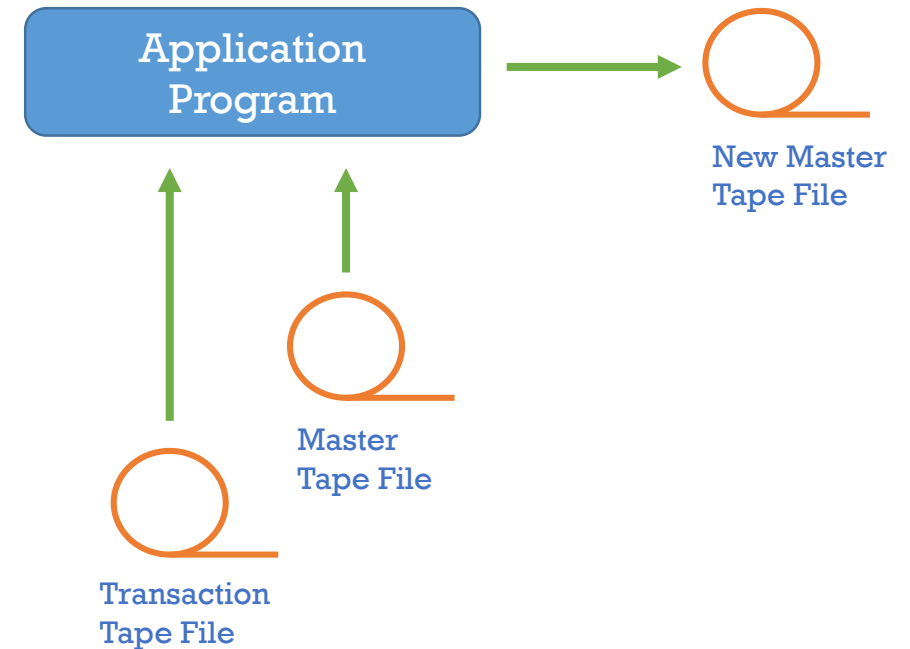 Application
Program
New Master
Tape File
Master
Tape File
Transaction
Tape File